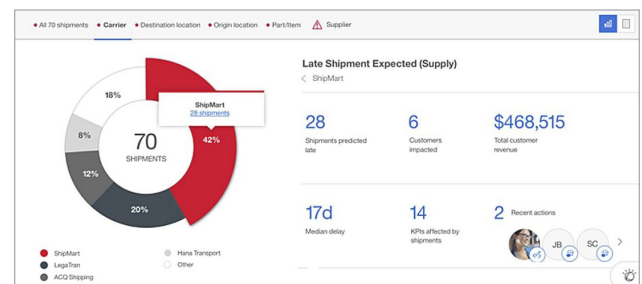 All 70 shipments Carrier Destination location Origin location Part/Item Supplier
Late Shipment Expected (Supply)
< ShipMart
18%
ShipMart
28 shipments
8%
70
SHIPMENTS
42%
12%
20%
28
Shipments predicted
late
6
Customers
impacted
$468,515
Total customer
revenue
17d
Median delay
14
KPIs affected by
shipments
2 Recent actions
JB
SC
>
ShipMart
LegaTran
ACQ Shipping
Hana Transport
Other